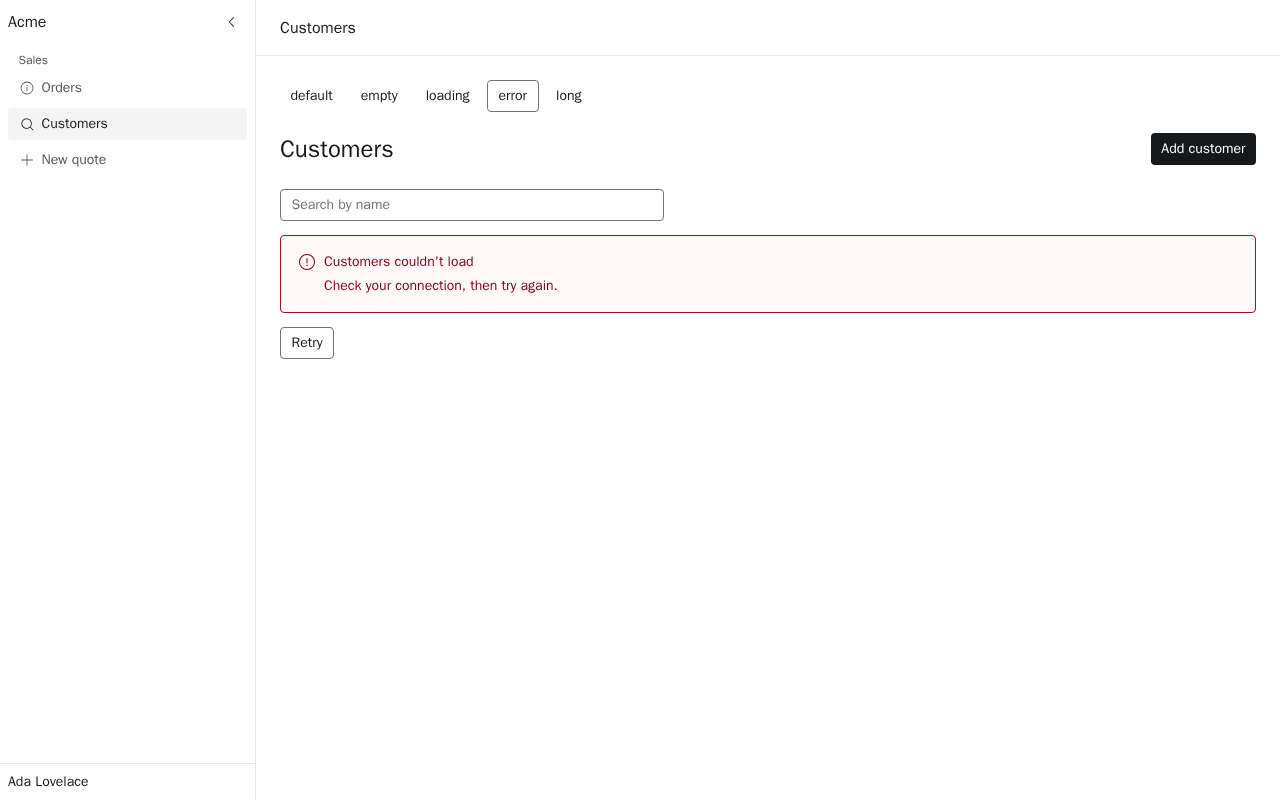 Acme
Sales
Orders
Customers
New quote
Ada Lovelace
Customers
default empty loading error long
Customers
Add customer
Search by name
Customers couldn't load
Check your connection, then try again.
Retry